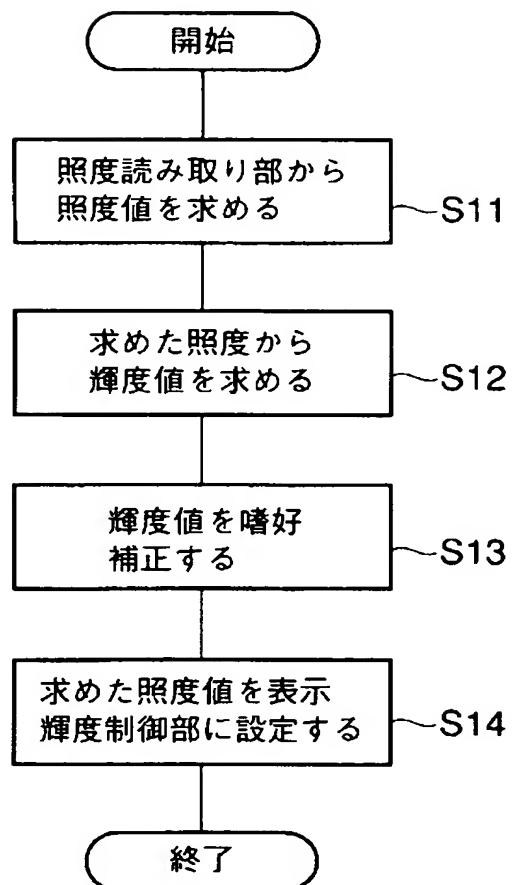 開始
照度読み取り部から
照度値を求める
S11
求めた照度から
輝度値を求める
S12
輝度値を嗜好
補正する
S13
求めた照度値を表示
輝度制御部に設定する
S14
終了